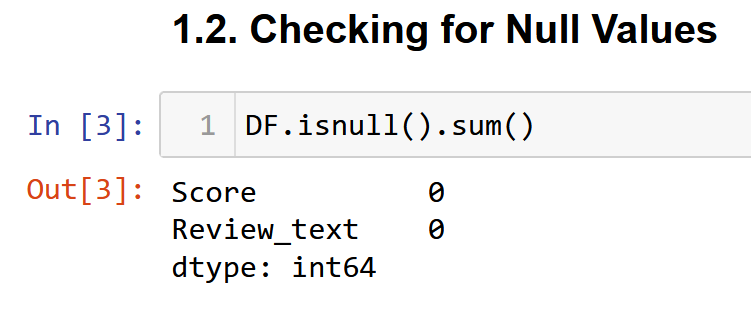 1.2. Checking for Null Values
In [3]: 1 DF.isnull().sum()
Out[3]: Score 0
Review_text 0
dtype: int64